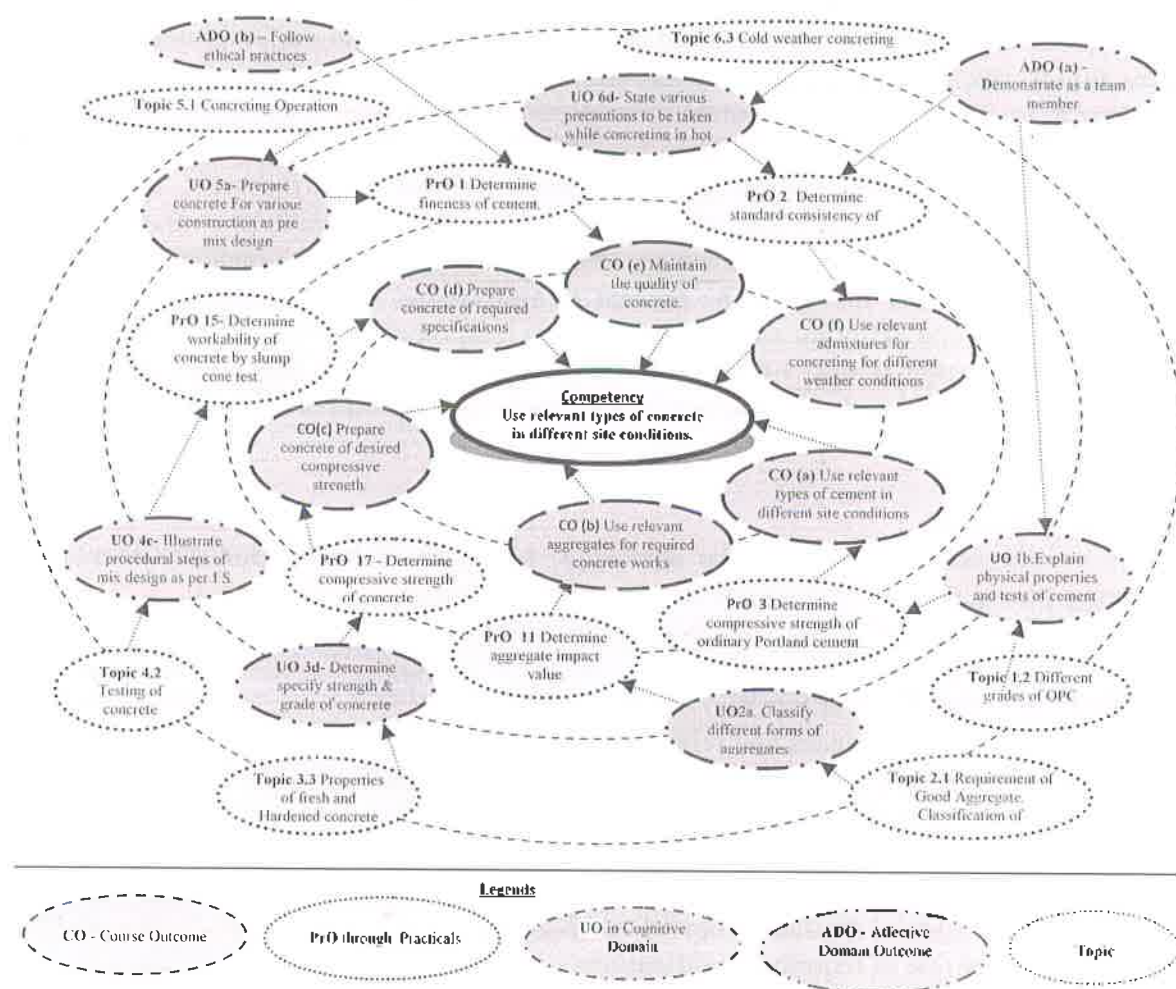 ADO (b) – Follow
ethical practices
Topic 6.3 Cold weather concreting
ADO (a) -
Demonstrate as a team
member
Topic 5.1 Concreting Operation
UO 6d- State various
precautions to be taken
while concreting in hot
UO 5a- Prepare
concrete For various
construction as pre
mix design
PrO 1 Determine
fineness of cement.
PrO 2 Determine
standard consistency of
CO (e) Maintain
the quality of
concrete.
CO (d) Prepare
concrete of required
specifications
CO (f) Use relevant
admixtures for
concreting for different
weather conditions
PrO 15- Determine
workability of
concrete by slump
cone test.
Competency
Use relevant types of concrete
in different site conditions.
CO(c) Prepare
concrete of desired
compressive
strength.
CO (a) Use relevant
types of cement in
different site conditions
CO (b) Use relevant
aggregates for required
concrete works
UO 4c- Illustrate
procedural steps of
mix design as per I S
PrO 17 - Determine
compressive strength
of concrete
UO 1b.Explain
physical properties
and tests of cement
PrO 3 Determine
compressive strength of
ordinary Portland cement
PrO 11 Determine
aggregate impact
value
Topic 4.2
Testing of
concrete
UO 3d- Determine
specify strength &
grade of concrete
Topic 1.2 Different
grades of OPC
UO2a. Classify
different forms of
aggregates
Topic 3.3 Properties
of fresh and
Hardened concrete
Topic 2.1 Requirement of
Good Aggregate.
Classification of
Legends
CO - Course Outcome
PrO through Practicals
UO in Cognitive
Domain
ADO - Affective
Domain Outcome
Topic